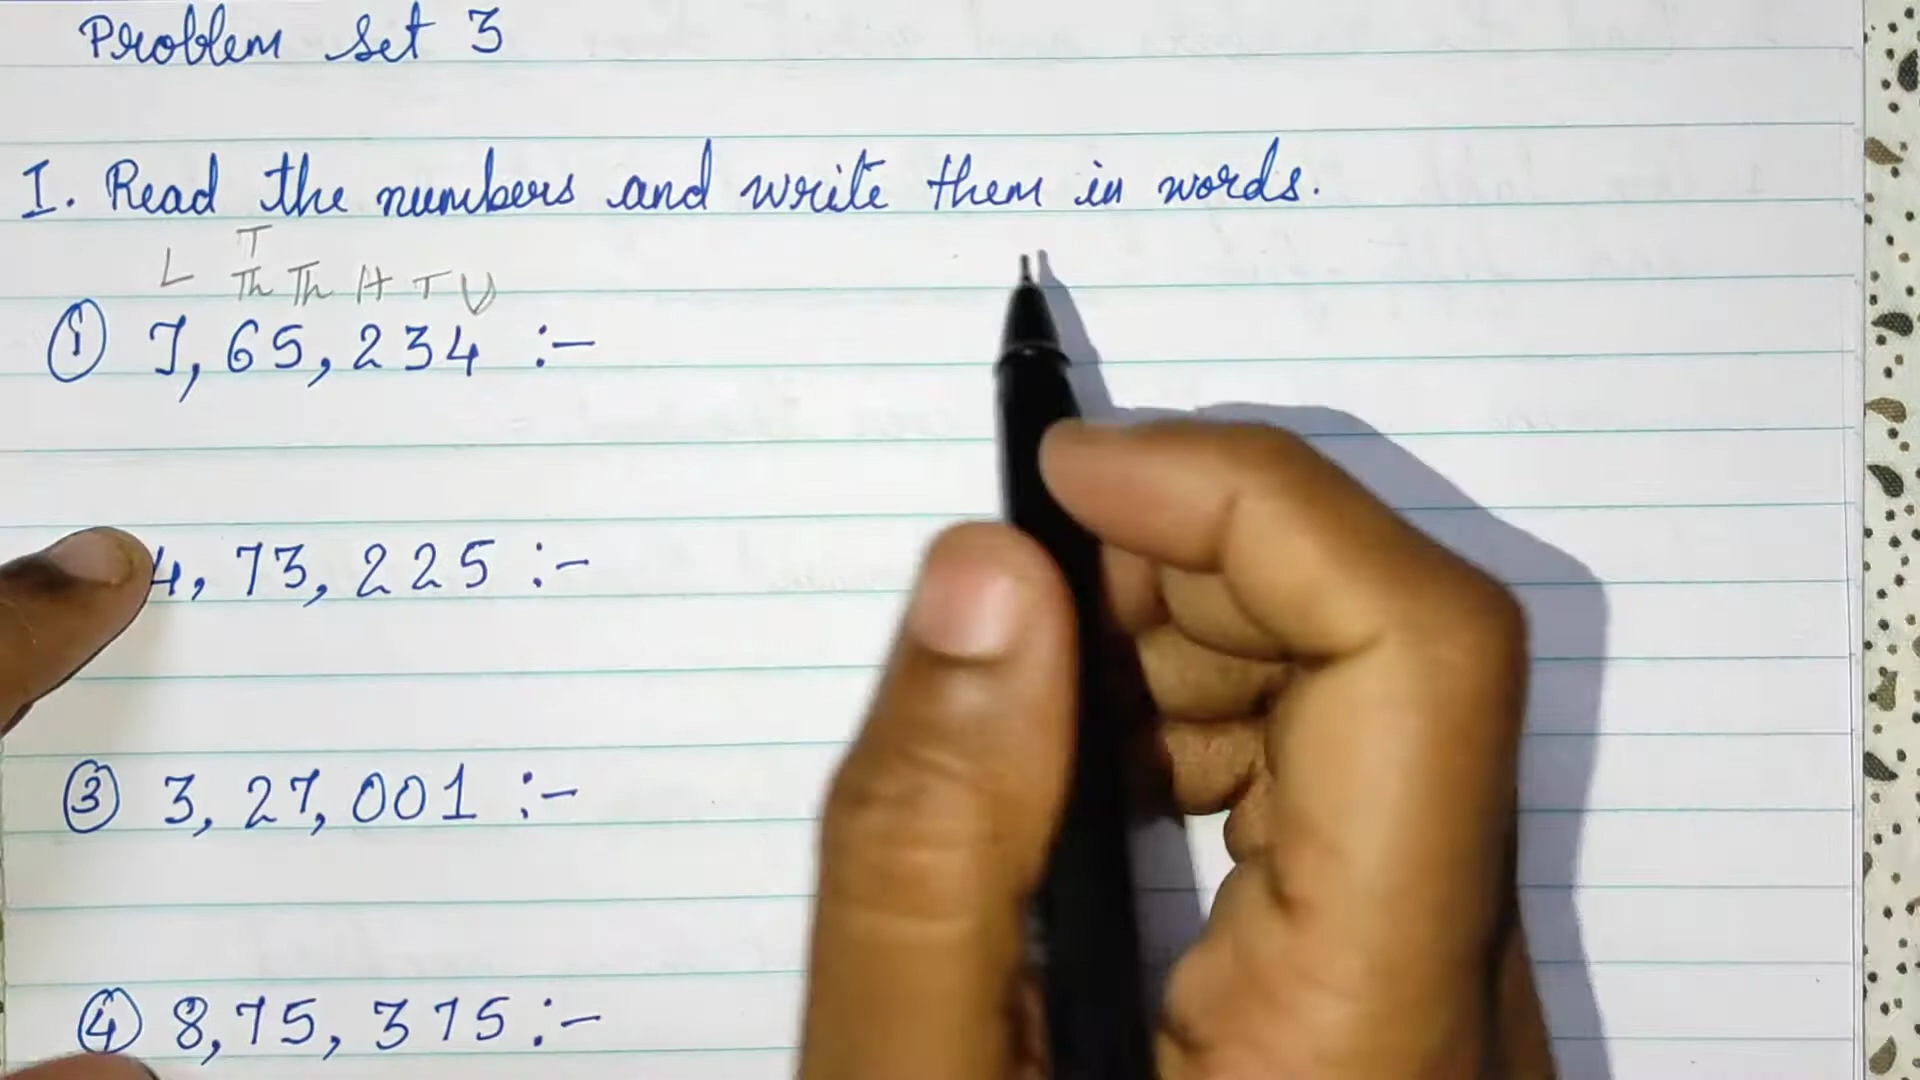 Problem set 3
I. Read the numbers and write them in words.
T
L Th Th H T U
① 7,65,234 :-
4,73,225 :-
③ 3,27,001 :-
④ 8,75,375 :-